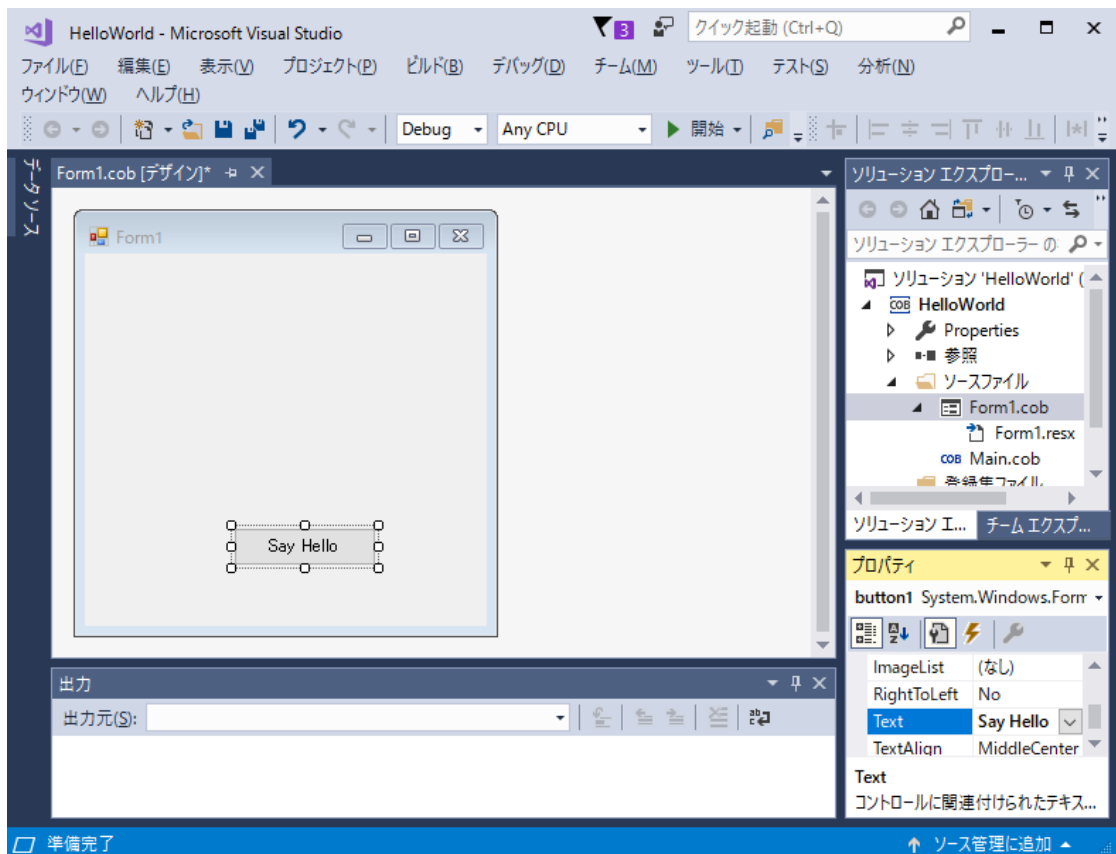 HelloWorld - Microsoft Visual Studio
3
クイック起動 (Ctrl+Q)
ファイル(F) 編集(E) 表示(V) プロジェクト(P) ビルド(B) デバッグ(D) チーム(M) ツール(T) テスト(S) 分析(N)
ウィンドウ(W) ヘルプ(H)
Debug Any CPU 開始
データ ソース
Form1.cob [デザイン]*
Form1
Say Hello
出力
出力元(S):
ソリューション エクスプロー...
ソリューション エクスプローラー の
ソリューション 'HelloWorld' (
COB HelloWorld
Properties
参照
ソースファイル
Form1.cob
Form1.resx
COB Main.cob
登録集ファイル
ソリューション エ... チーム エクスプ...
プロパティ
button1 System.Windows.Form
ImageList (なし)
RightToLeft No
Text Say Hello
TextAlign MiddleCenter
Text
コントロールに関連付けられたテキス...
準備完了
ソース管理に追加